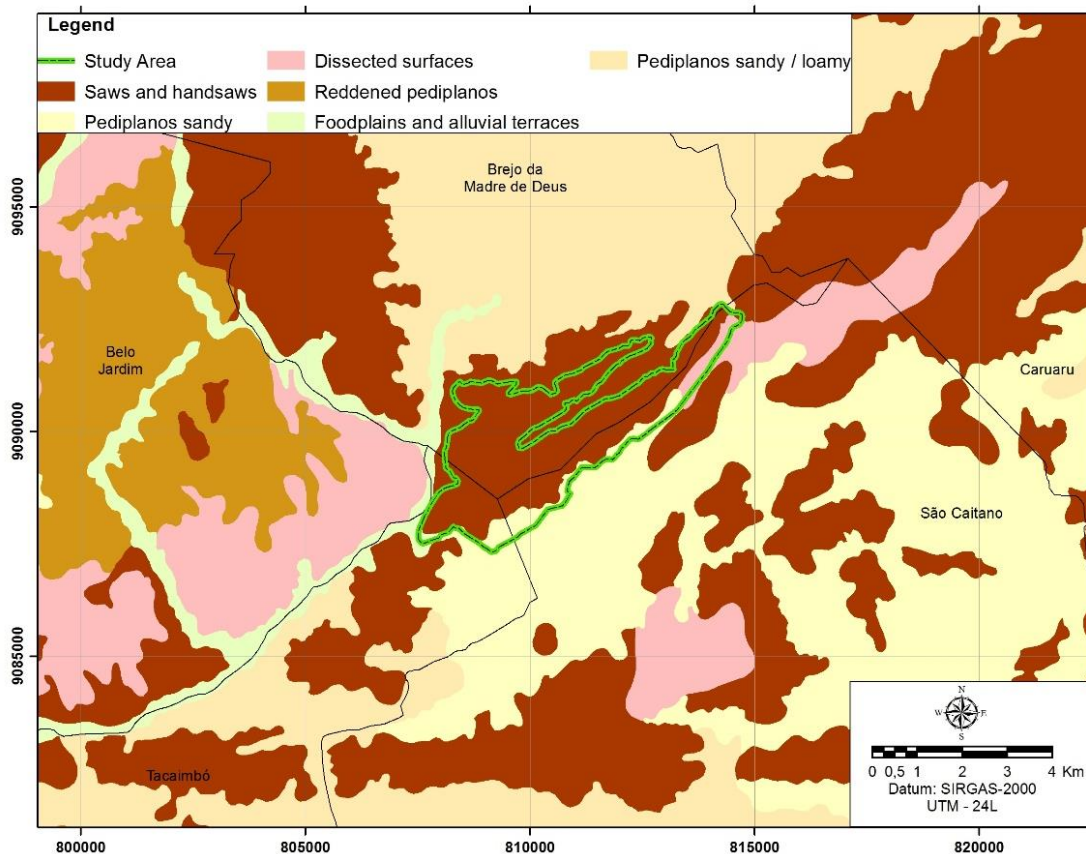 Legend
Study Area
Dissected surfaces
Pediplanos sandy / loamy
Saws and handsaws
Reddened pediplanos
Pediplanos sandy
Foodplains and alluvial terraces
Brejo da
Madre de Deus
9095000
Belo
Jardim
Caruaru
9090000
São Caitano
9085000
Tacaimbó
N
W E
S
0 0,5 1 2 3 4 Km
Datum: SIRGAS-2000
UTM - 24L
800000 805000 810000 815000 820000